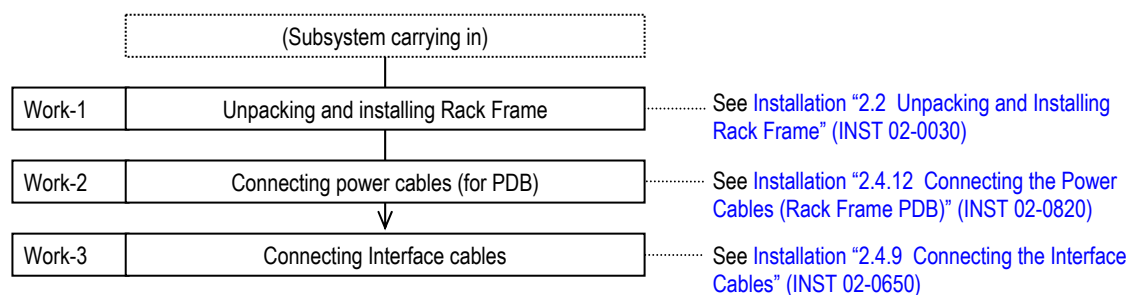 (Subsystem carrying in)
Work-1 Unpacking and installing Rack Frame
See Installation “2.2 Unpacking and Installing
Rack Frame” (INST 02-0030)
Work-2 Connecting power cables (for PDB)
See Installation “2.4.12 Connecting the Power
Cables (Rack Frame PDB)” (INST 02-0820)
Work-3 Connecting Interface cables
See Installation “2.4.9 Connecting the Interface
Cables” (INST 02-0650)